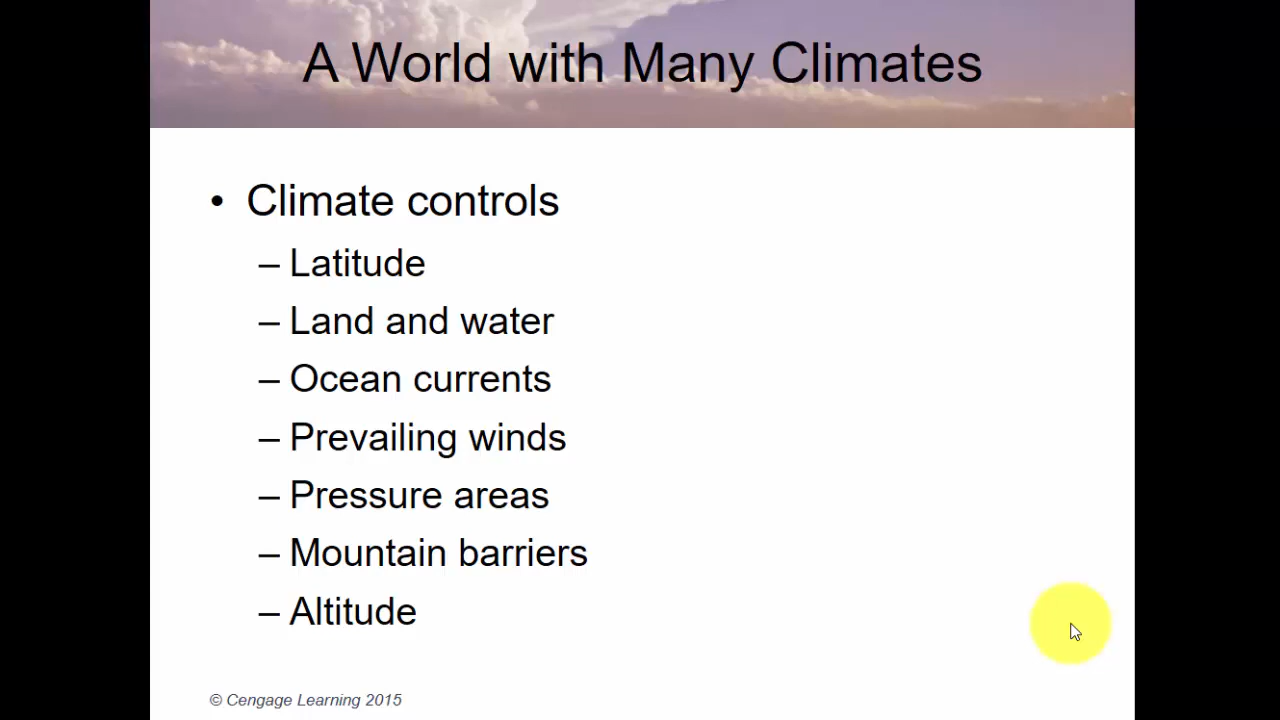 A World with Many Climates
• Climate controls
– Latitude
– Land and water
– Ocean currents
– Prevailing winds
– Pressure areas
– Mountain barriers
– Altitude
© Cengage Learning 2015